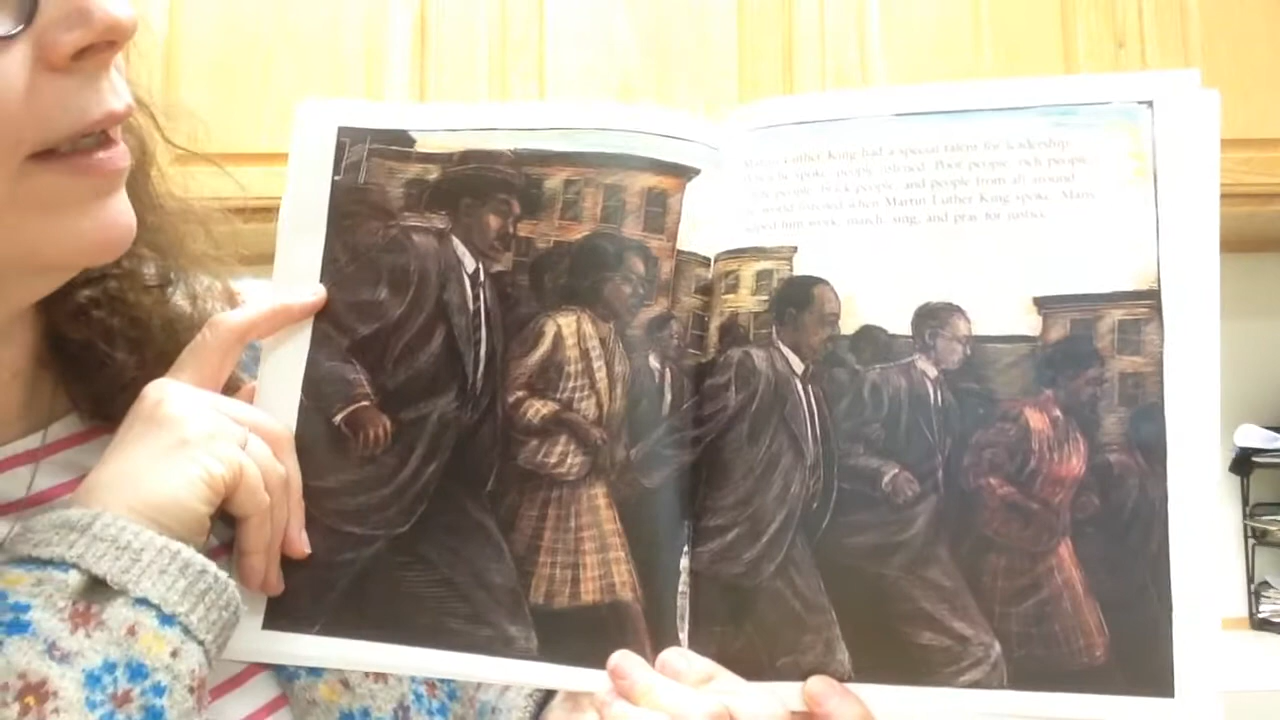 Martin Luther King had a special talent for leadership.
When he spoke, people listened. Poor people, rich people,
white people, black people, and people from all around
the world listened when Martin Luther King spoke. Many
helped him work, march, sing, and pray for justice.